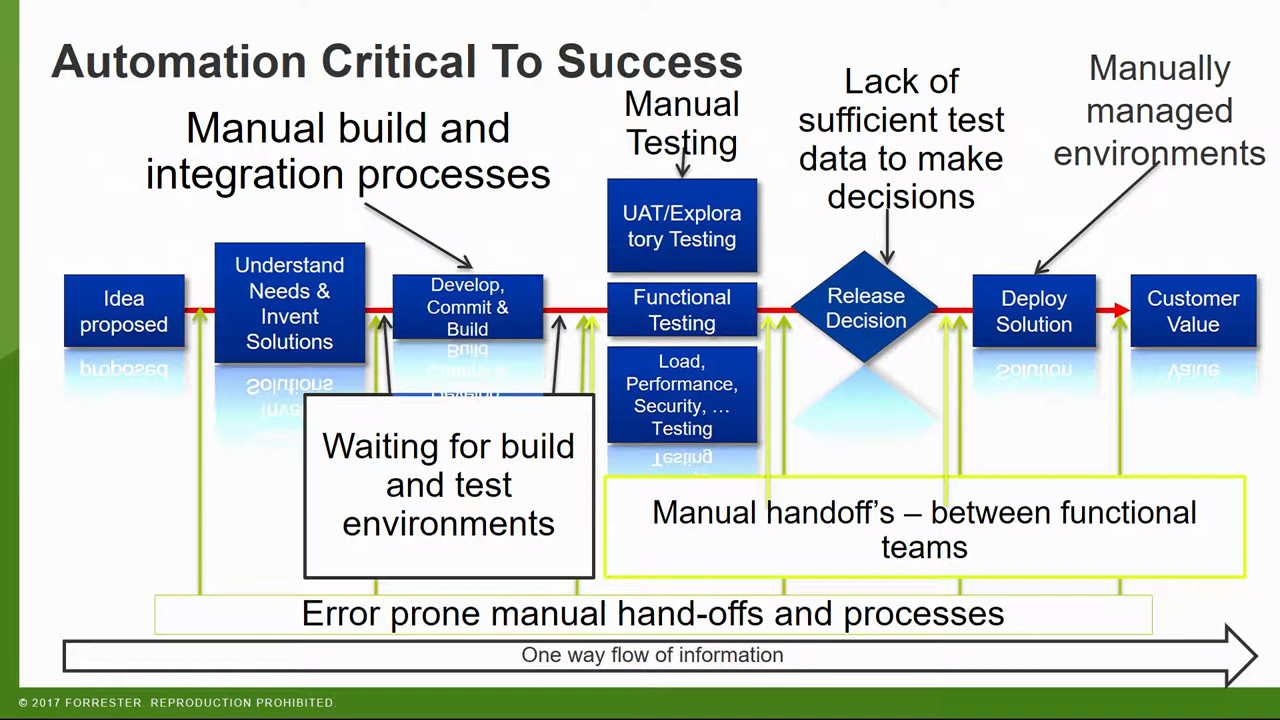 Automation Critical To Success
Manual build and
integration processes
Manual
Testing
Lack of
sufficient test
data to make
decisions
Manually
managed
environments
Idea
proposed
Understand
Needs &
Invent
Solutions
Develop,
Commit &
Build
UAT/Explora
tory Testing
Functional
Testing
Load,
Performance,
Security, …
Testing
Release
Decision
Deploy
Solution
Customer
Value
Waiting for build
and test
environments
Manual handoff’s – between functional
teams
Error prone manual hand-offs and processes
One way flow of information
© 2017 FORRESTER. REPRODUCTION PROHIBITED.